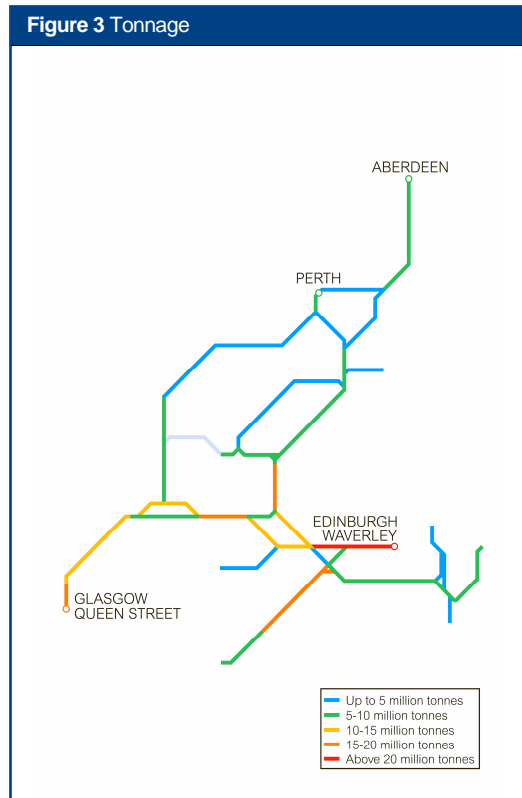 Figure 3 Tonnage
ABERDEEN
PERTH
EDINBURGH
WAVERLEY
GLASGOW
QUEEN STREET
Up to 5 million tonnes
5-10 million tonnes
10-15 million tonnes
15-20 million tonnes
Above 20 million tonnes